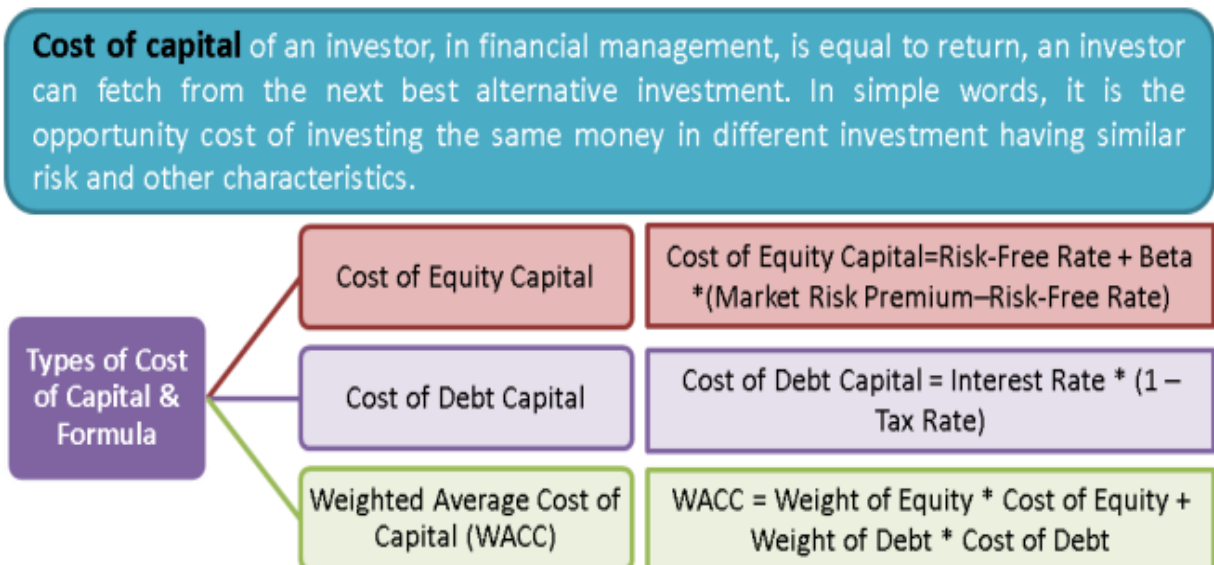 Cost of capital of an investor, in financial management, is equal to return, an investor
can fetch from the next best alternative investment. In simple words, it is the
opportunity cost of investing the same money in different investment having similar
risk and other characteristics.
Types of Cost
of Capital &
Formula
Cost of Equity Capital
Cost of Equity Capital=Risk-Free Rate + Beta
*(Market Risk Premium–Risk-Free Rate)
Cost of Debt Capital
Cost of Debt Capital = Interest Rate * (1 –
Tax Rate)
Weighted Average Cost of
Capital (WACC)
WACC = Weight of Equity * Cost of Equity +
Weight of Debt * Cost of Debt